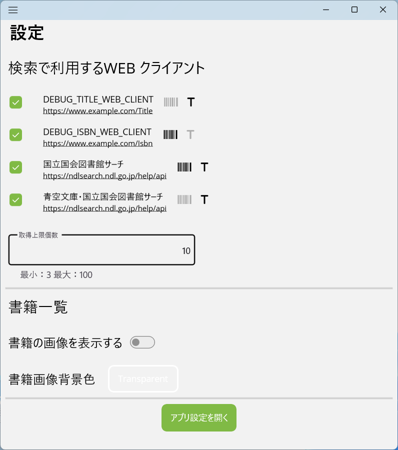 設定
検索で利用するWEB クライアント
DEBUG_TITLE_WEB_CLIENT T
https://www.example.com/Title
DEBUG_ISBN_WEB_CLIENT T
https://www.example.com/Isbn
国立国会図書館サーチ T
https://ndlsearch.ndl.go.jp/help/api
青空文庫・国立国会図書館サーチ T
https://ndlsearch.ndl.go.jp/help/api
取得上限個数
10
最小：3 最大：100
書籍一覧
書籍の画像を表示する
書籍画像背景色 Transparent
アプリ設定を開く